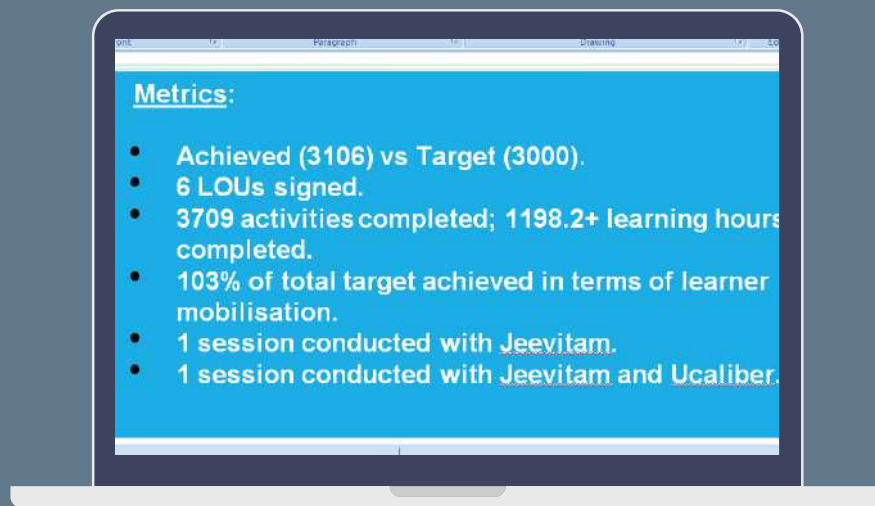 Paragraph
Drawing
Metrics:
Achieved (3106) vs Target (3000).
6 LOUs signed.
3709 activities completed; 1198.2+ learning hours
completed.
103% of total target achieved in terms of learner
mobilisation.
1 session conducted with Jeevitam.
1 session conducted with Jeevitam and Ucaliber.